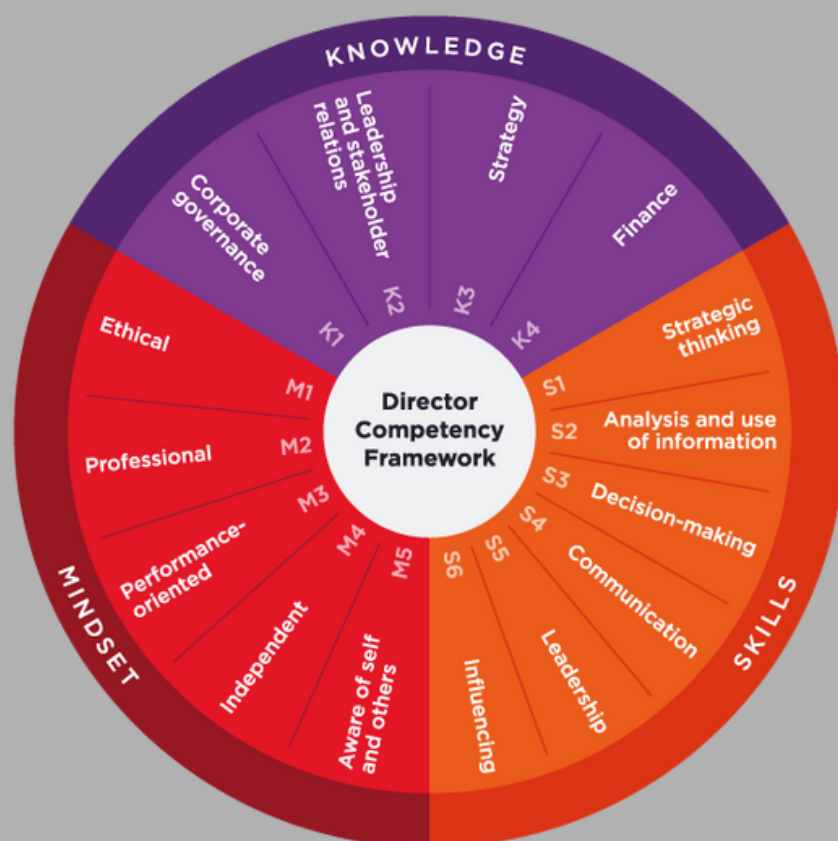 KNOWLEDGE
Corporate
governance
K1
Leadership
and stakeholder
relations
K2
Strategy
K3
Finance
K4
SKILLS
Strategic
thinking
S1
Analysis and use
of information
S2
Decision-making
S3
Communication
S4
Leadership
S5
Influencing
S6
MINDSET
Ethical
M1
Professional
M2
Performance-
oriented
M3
Independent
M4
Aware of self
and others
M5
Director
Competency
Framework